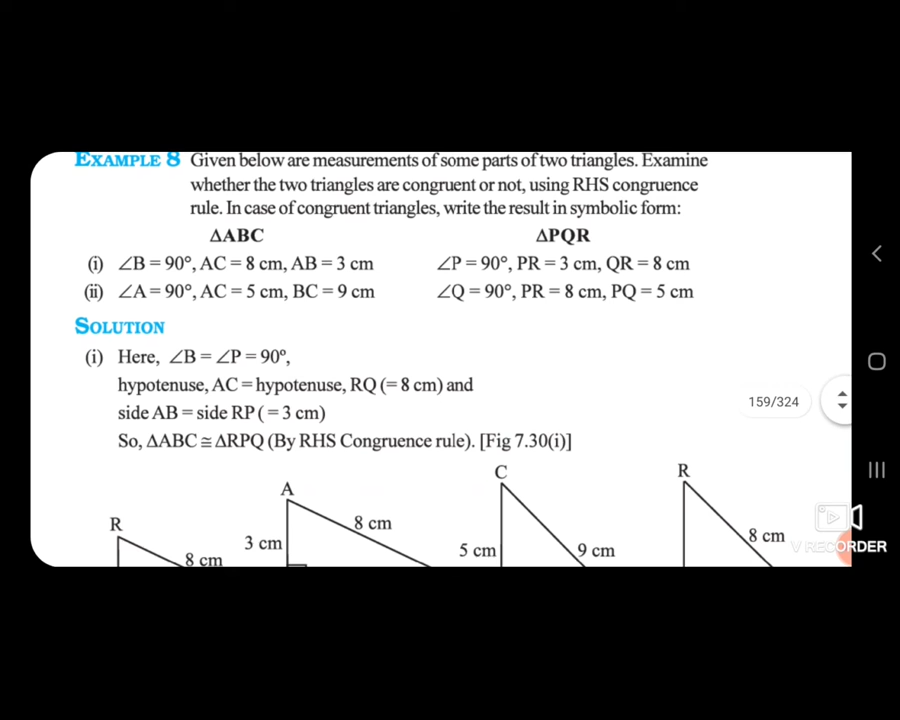 EXAMPLE 8 Given below are measurements of some parts of two triangles. Examine
whether the two triangles are congruent or not, using RHS congruence
rule. In case of congruent triangles, write the result in symbolic form:
ΔABC ΔPQR
(i) ∠B = 90°, AC = 8 cm, AB = 3 cm ∠P = 90°, PR = 3 cm, QR = 8 cm
(ii) ∠A = 90°, AC = 5 cm, BC = 9 cm ∠Q = 90°, PR = 8 cm, PQ = 5 cm
SOLUTION
(i) Here, ∠B = ∠P = 90º,
hypotenuse, AC = hypotenuse, RQ (= 8 cm) and
side AB = side RP ( = 3 cm)
So, ΔABC ≅ ΔRPQ (By RHS Congruence rule). [Fig 7.30(i)]
159/324
R
8 cm
A
3 cm
8 cm
C
5 cm
9 cm
R
8 cm
V RECORDER